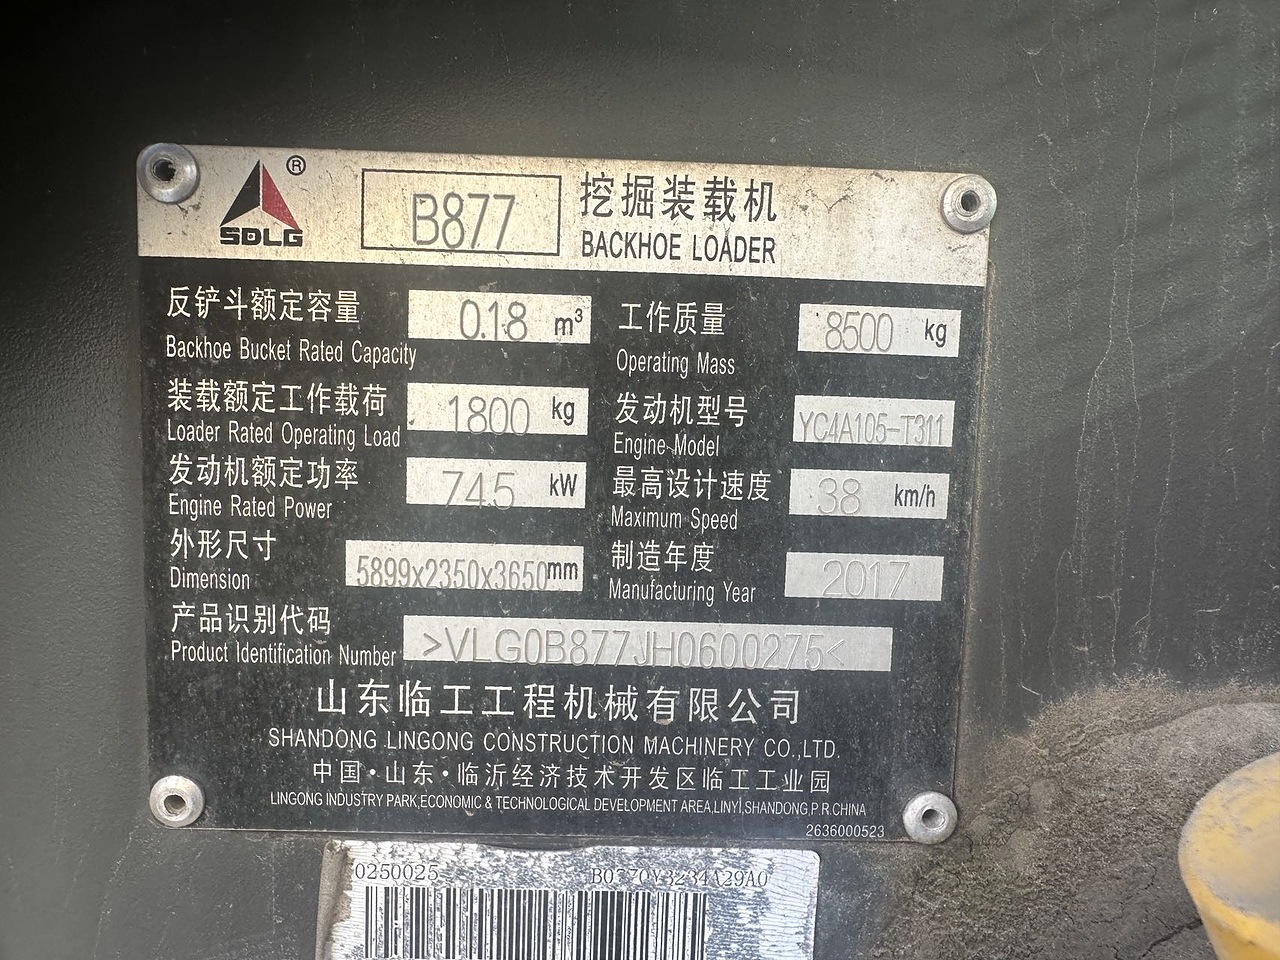 SDLG ®
B877
挖掘装载机
BACKHOE LOADER
反铲斗额定容量 0.18 m³
Backhoe Bucket Rated Capacity
工作质量 8500 kg
Operating Mass
装载额定工作载荷 1800 kg
Loader Rated Operating Load
发动机型号 YC4A105-T311
Engine Model
发动机额定功率 74.5 kW
Engine Rated Power
最高设计速度 38 km/h
Maximum Speed
外形尺寸 5899x2350x3650mm
Dimension
制造年度 2017
Manufacturing Year
产品识别代码 >VLG0B877JH0600275<
Product Identification Number
山东临工工程机械有限公司
SHANDONG LINGONG CONSTRUCTION MACHINERY CO.,LTD.
中国·山东·临沂经济技术开发区临工工业园
LINGONG INDUSTRY PARK,ECONOMIC & TECHNOLOGICAL DEVELOPMENT AREA,LINYI,SHANDONG,P.R.CHINA
2636000523
0250025